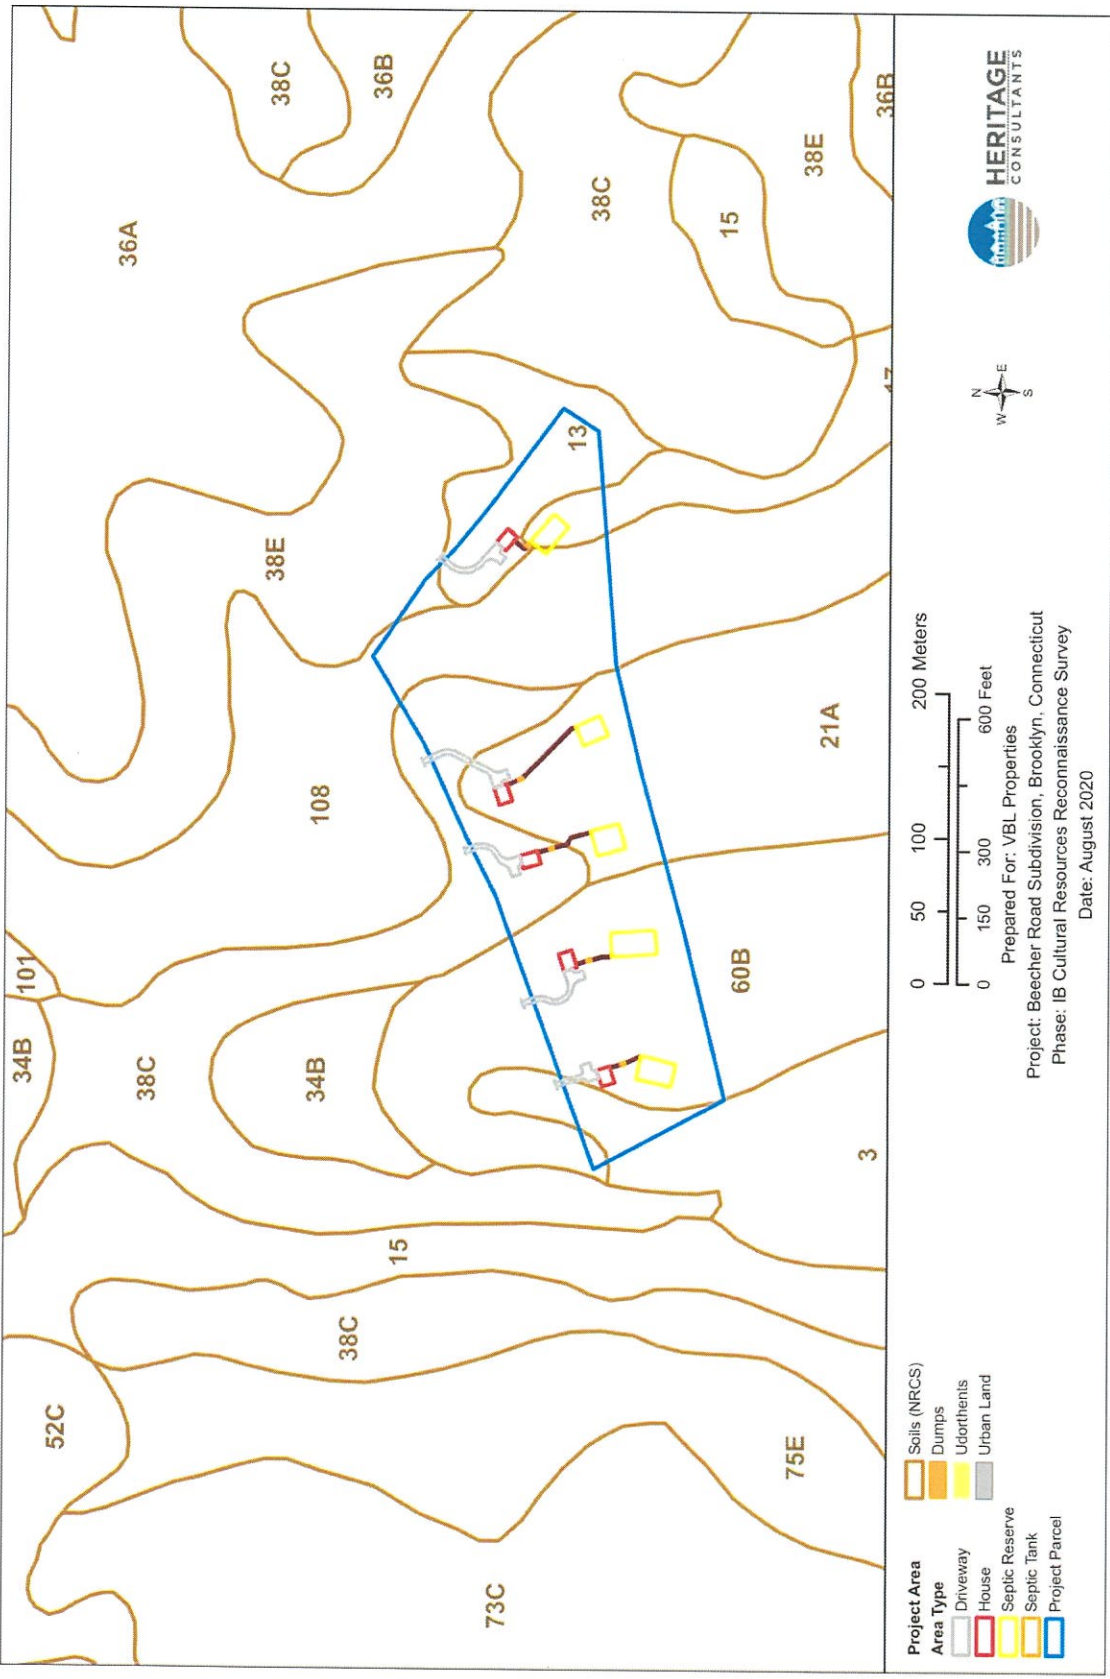 52C
34B
101
36A
38C
36B
38C
108
38E
34B
15
38C
73C
38C
13
15
38E
75E
3
60B
21A
17
36B
Project Area
Area Type
Driveway
House
Septic Reserve
Septic Tank
Project Parcel
Soils (NRCS)
Dumps
Udorthents
Urban Land
0 50 100 200 Meters
0 150 300 600 Feet
Prepared For: VBL Properties
Project: Beecher Road Subdivision, Brooklyn, Connecticut
Phase: IB Cultural Resources Reconnaissance Survey
Date: August 2020
N
W E
S
HERITAGE
CONSULTANTS